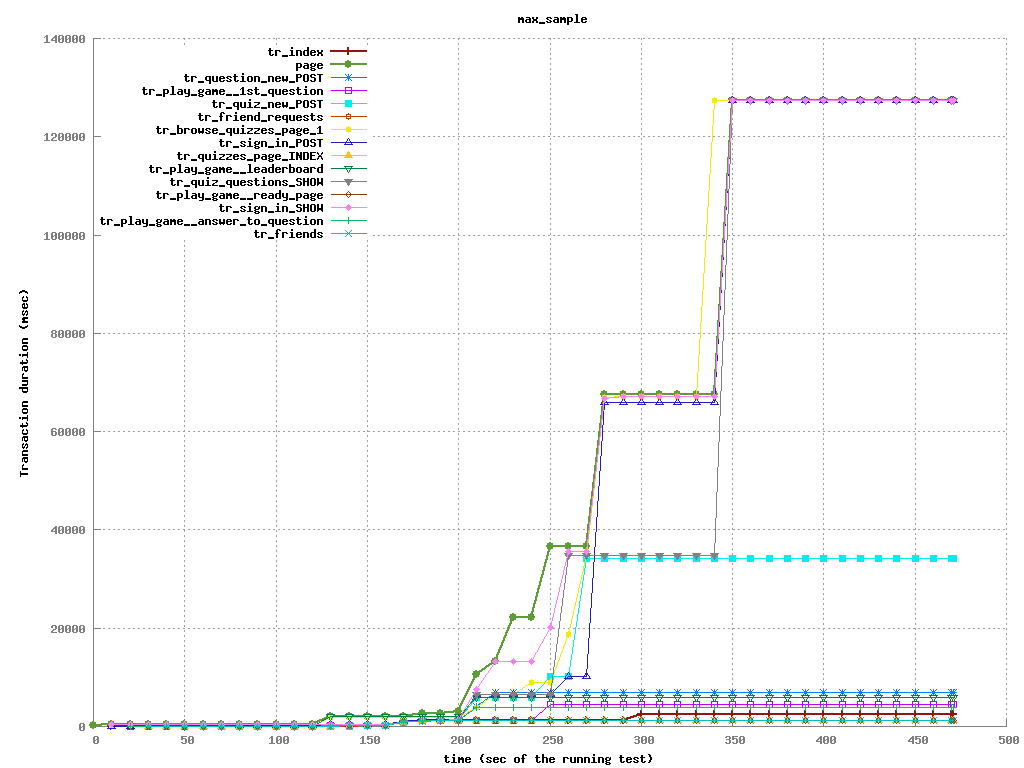 max_sample
140000
120000
100000
80000
60000
40000
20000
0
Transaction duration (msec)
tr_index
page
tr_question_new_POST
tr_play_game__1st_question
tr_quiz_new_POST
tr_friend_requests
tr_browse_quizzes_page_1
tr_sign_in_POST
tr_quizzes_page_INDEX
tr_play_game__leaderboard
tr_quiz_questions_SHOW
tr_play_game__ready_page
tr_sign_in_SHOW
tr_play_game__answer_to_question
tr_friends
0 50 100 150 200 250 300 350 400 450 500
time (sec of the running test)